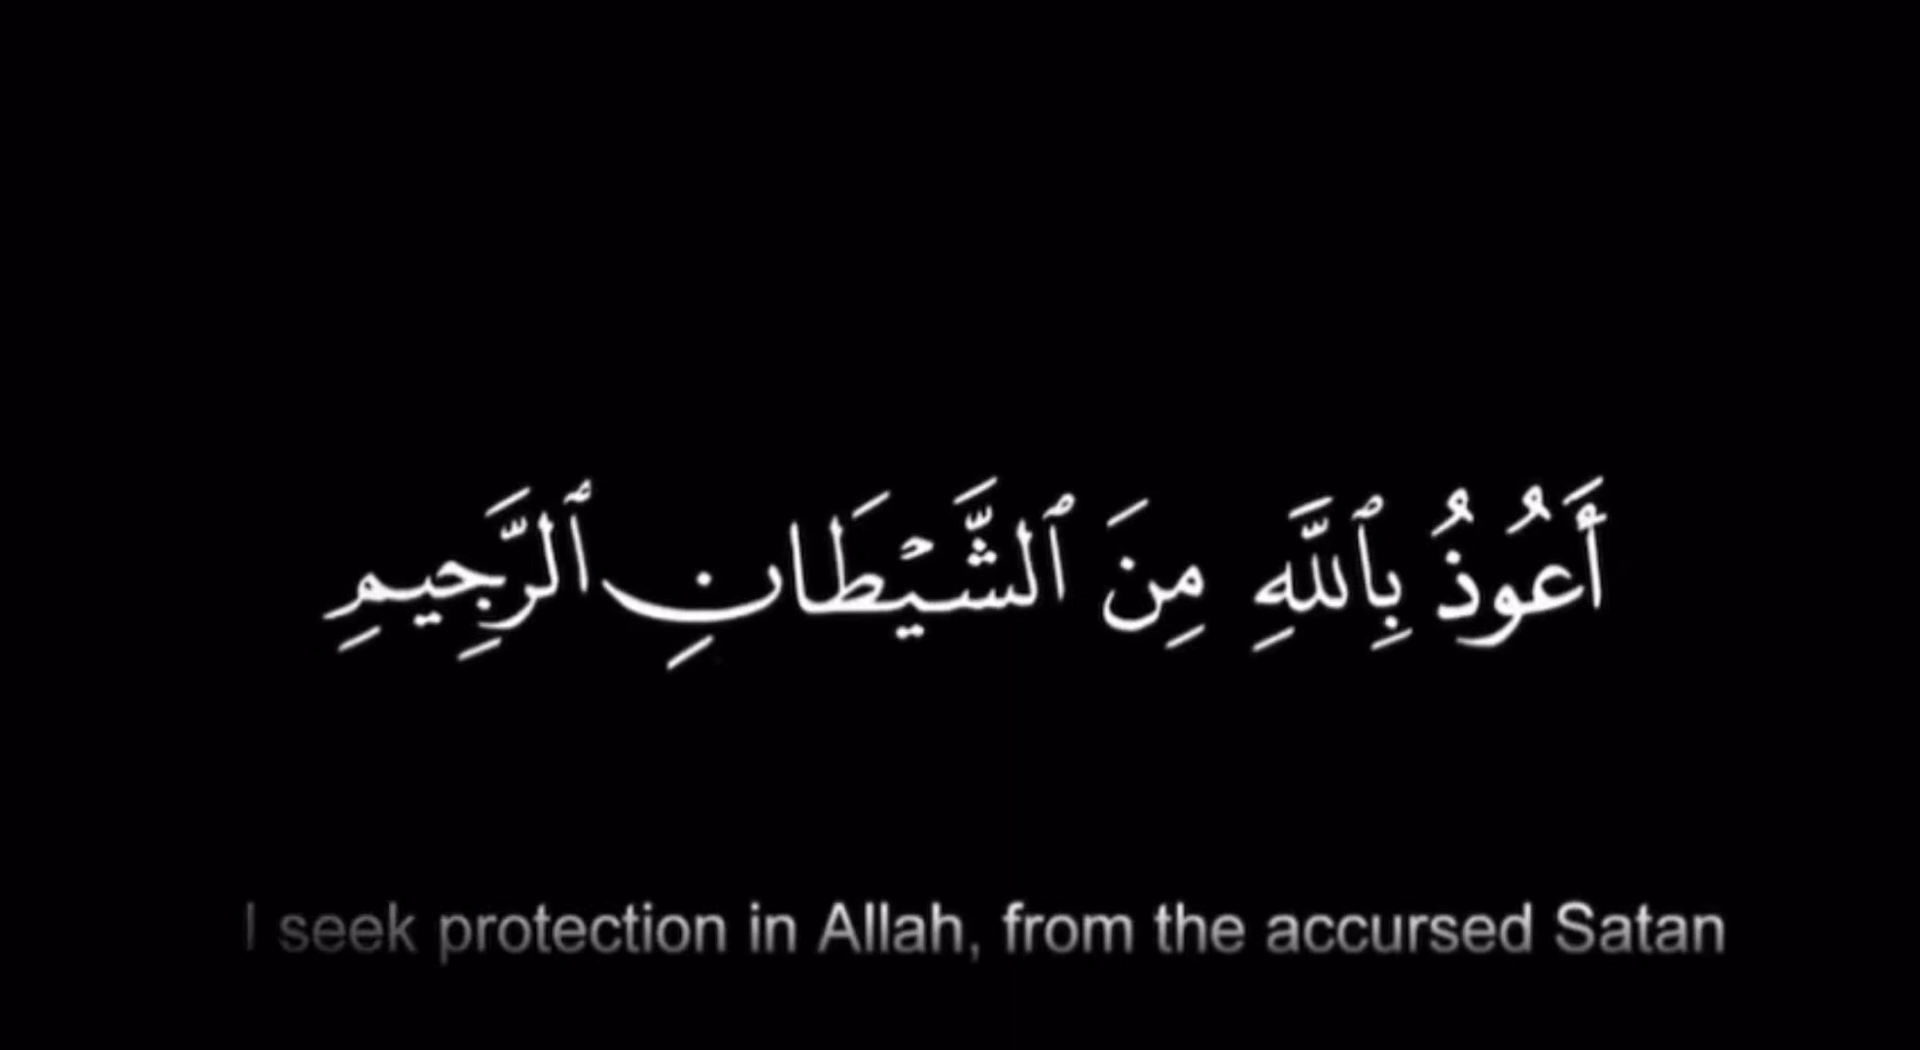 أَعُوذُ بِٱللَّهِ مِنَ ٱلشَّيْطَانِ ٱلرَّجِيمِ
I seek protection in Allah, from the accursed Satan